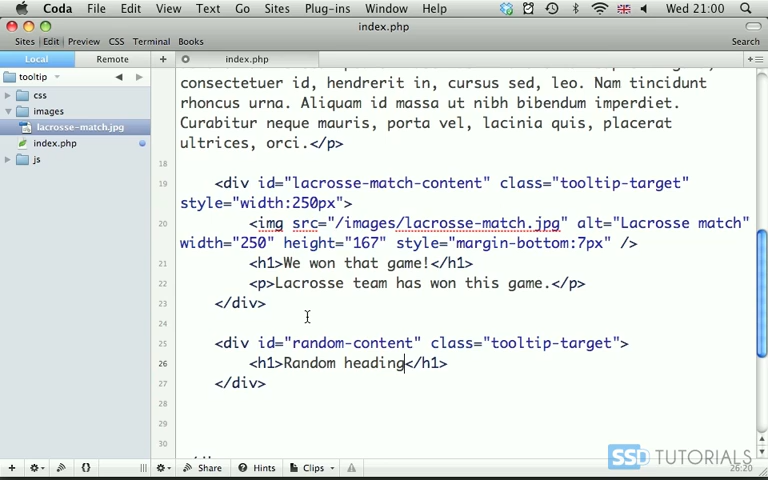 Coda File Edit View Text Go Sites Plug-ins Window Help Wed 21:00
index.php
Sites Edit Preview CSS Terminal Books Search
Local Remote + index.php
tooltip
css
images
lacrosse-match.jpg
index.php
js
consectetuer id, hendrerit in, cursus sed, leo. Nam tincidunt
rhoncus urna. Aliquam id massa ut nibh bibendum imperdiet.
Curabitur neque mauris, porta vel, lacinia quis, placerat
ultrices, orci.</p>
18
19 <div id="lacrosse-match-content" class="tooltip-target"
style="width:250px">
20 <img src="/images/lacrosse-match.jpg" alt="Lacrosse match"
width="250" height="167" style="margin-bottom:7px" />
21 <h1>We won that game!</h1>
22 <p>Lacrosse team has won this game.</p>
23 </div>
24
25 <div id="random-content" class="tooltip-target">
26 <h1>Random heading</h1>
27 </div>
28
29
30
+ {} Share Hints Clips 26:20
SSD TUTORIALS